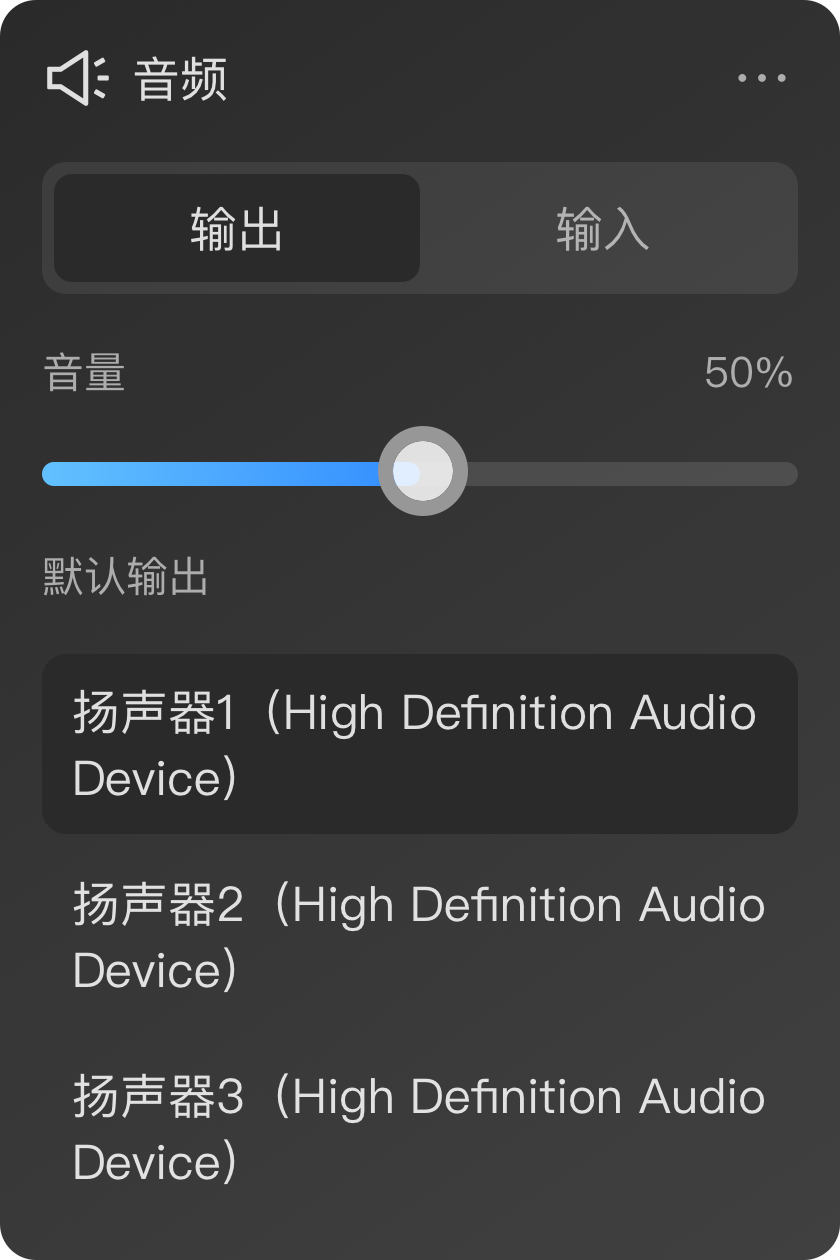 音频
输出
输入
音量
50%
默认输出
扬声器1（High Definition Audio
Device）
扬声器2（High Definition Audio
Device）
扬声器3（High Definition Audio
Device）